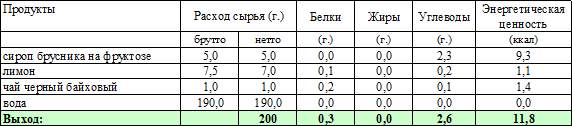 Продукты Расход сырья (г.) Белки Жиры Углеводы Энергетическая ценность
брутто нетто (г.) (г.) (г.) (ккал)
сироп брусника на фруктозе 5,0 5,0 0,0 0,0 2,3 9,3
лимон 7,5 7,0 0,1 0,0 0,2 1,1
чай черный байховый 1,0 1,0 0,2 0,0 0,1 1,4
вода 190,0 190,0 0,0 0,0 0,0 0,0
Выход: 200 0,3 0,0 2,6 11,8